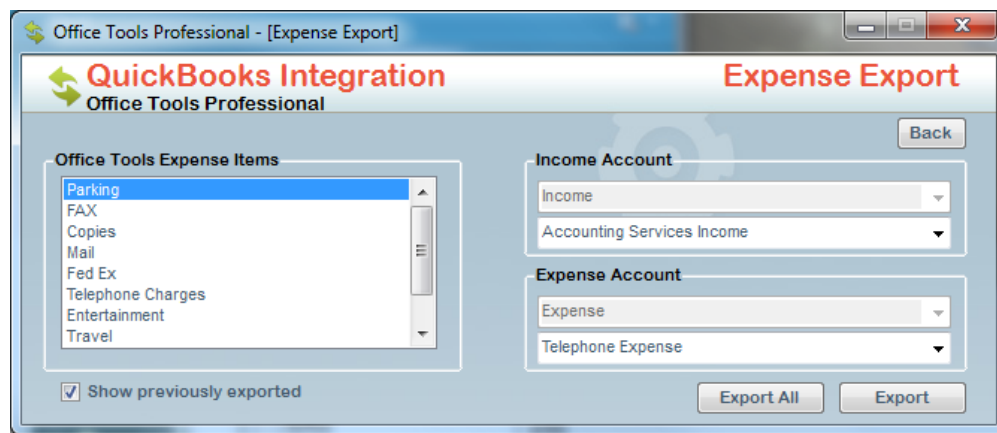 Office Tools Professional - [Expense Export]
QuickBooks Integration
Expense Export
Office Tools Professional
Back
Office Tools Expense Items
Parking
FAX
Copies
Mail
Fed Ex
Telephone Charges
Entertainment
Travel
Show previously exported
Income Account
Income
Accounting Services Income
Expense Account
Expense
Telephone Expense
Export All
Export